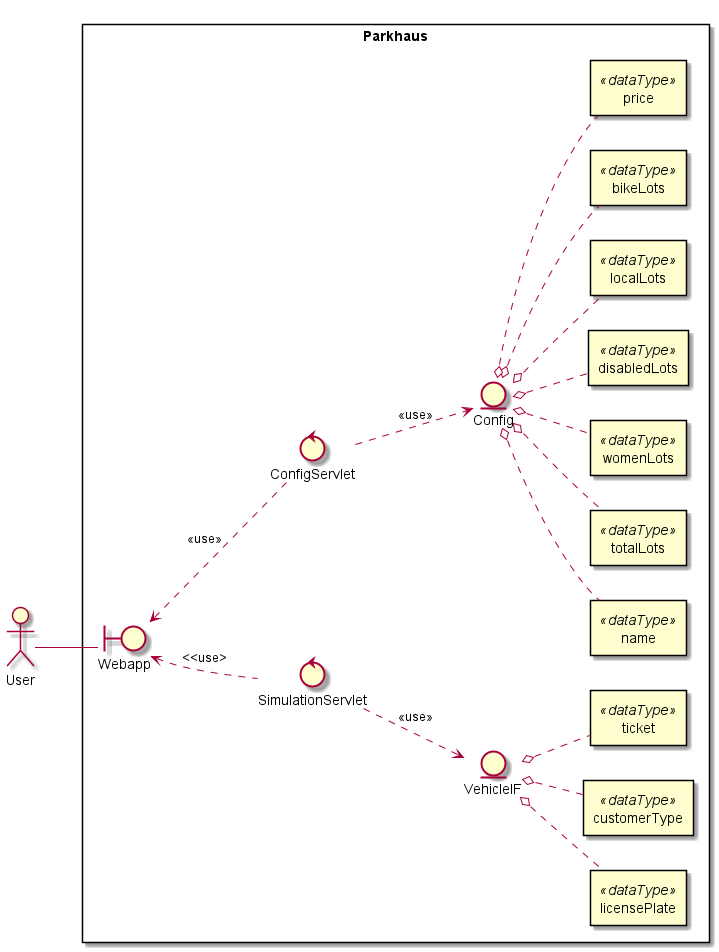 Parkhaus
«dataType»
price
«dataType»
bikeLots
«dataType»
localLots
«dataType»
disabledLots
«use»
Config
«dataType»
womenLots
ConfigServlet
«dataType»
totalLots
«use»
«dataType»
name
User
Webapp
<<use>
SimulationServlet
«dataType»
ticket
«use»
VehicleIF
«dataType»
customerType
«dataType»
licensePlate